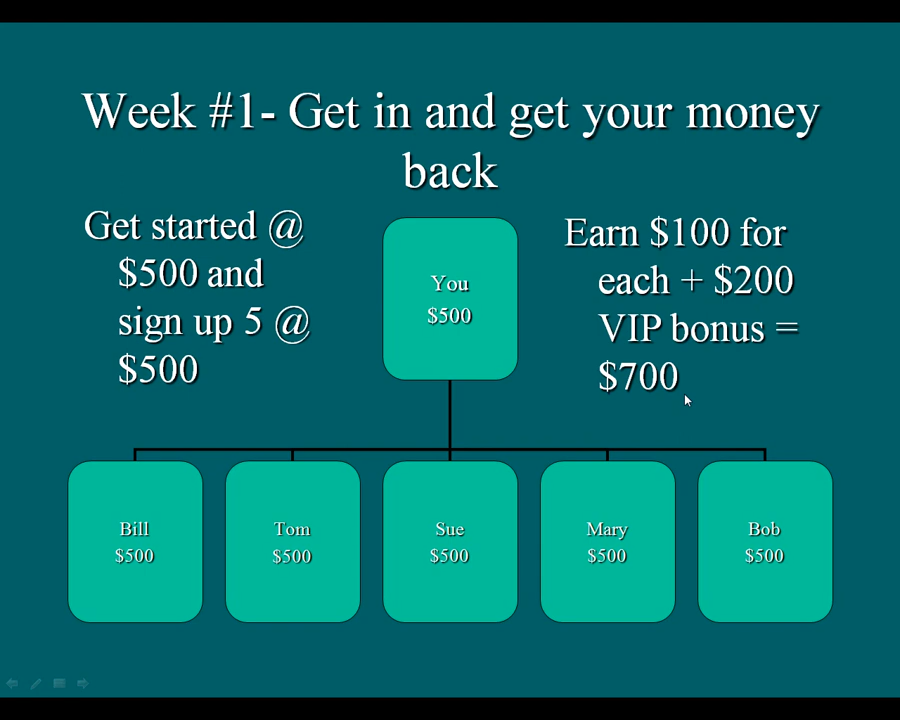 Week #1- Get in and get your money
back
Get started @
$500 and
sign up 5 @
$500
Earn $100 for
each + $200
VIP bonus =
$700
You
$500
Bill
$500
Tom
$500
Sue
$500
Mary
$500
Bob
$500